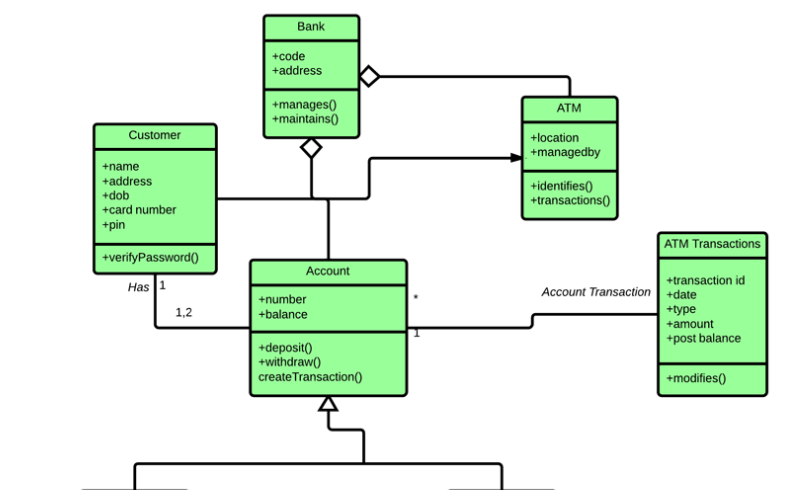 Bank
+code
+address
+manages()
+maintains()
ATM
+location
+managedby
+identifies()
+transactions()
Customer
+name
+address
+dob
+card number
+pin
+verifyPassword()
Has
1
1,2
Account
+number
+balance
+deposit()
+withdraw()
createTransaction()
*
1
Account Transaction
ATM Transactions
+transaction id
+date
+type
+amount
+post balance
+modifies()